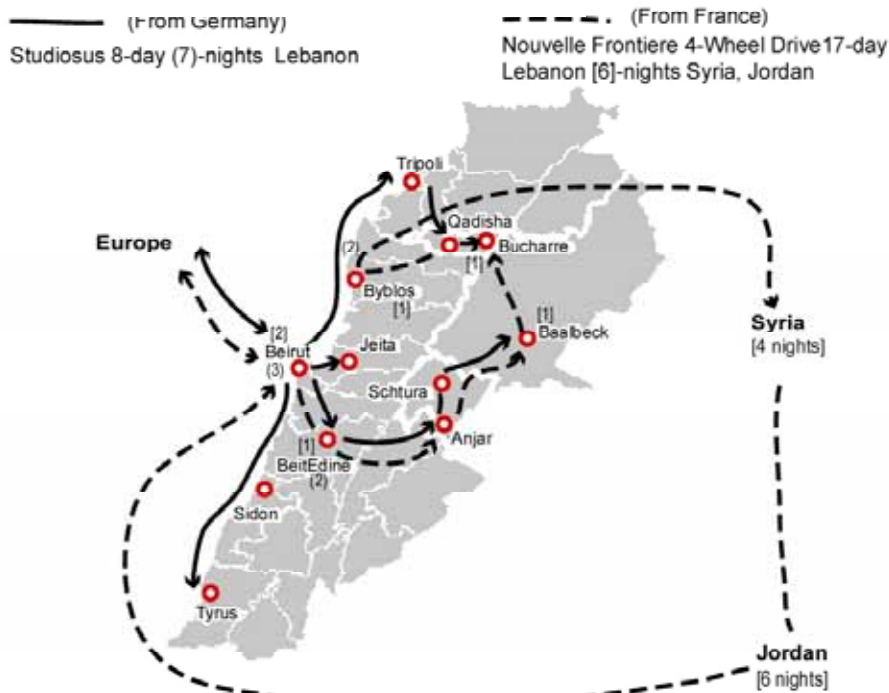 (From Germany)
Studiosus 8-day (7)-nights Lebanon
(From France)
Nouvelle Frontiere 4-Wheel Drive17-day
Lebanon [6]-nights Syria, Jordan
Tripoli
Qadisha
Bucharre
[1]
Europe
(2)
Byblos
[1]
[2]
Beirut
(3)
Jeita
[1]
Baalbeck
Syria
[4 nights]
Schtura
Anjar
[1]
BeitEdine
(2)
Sidon
Tyrus
Jordan
[6 nights]